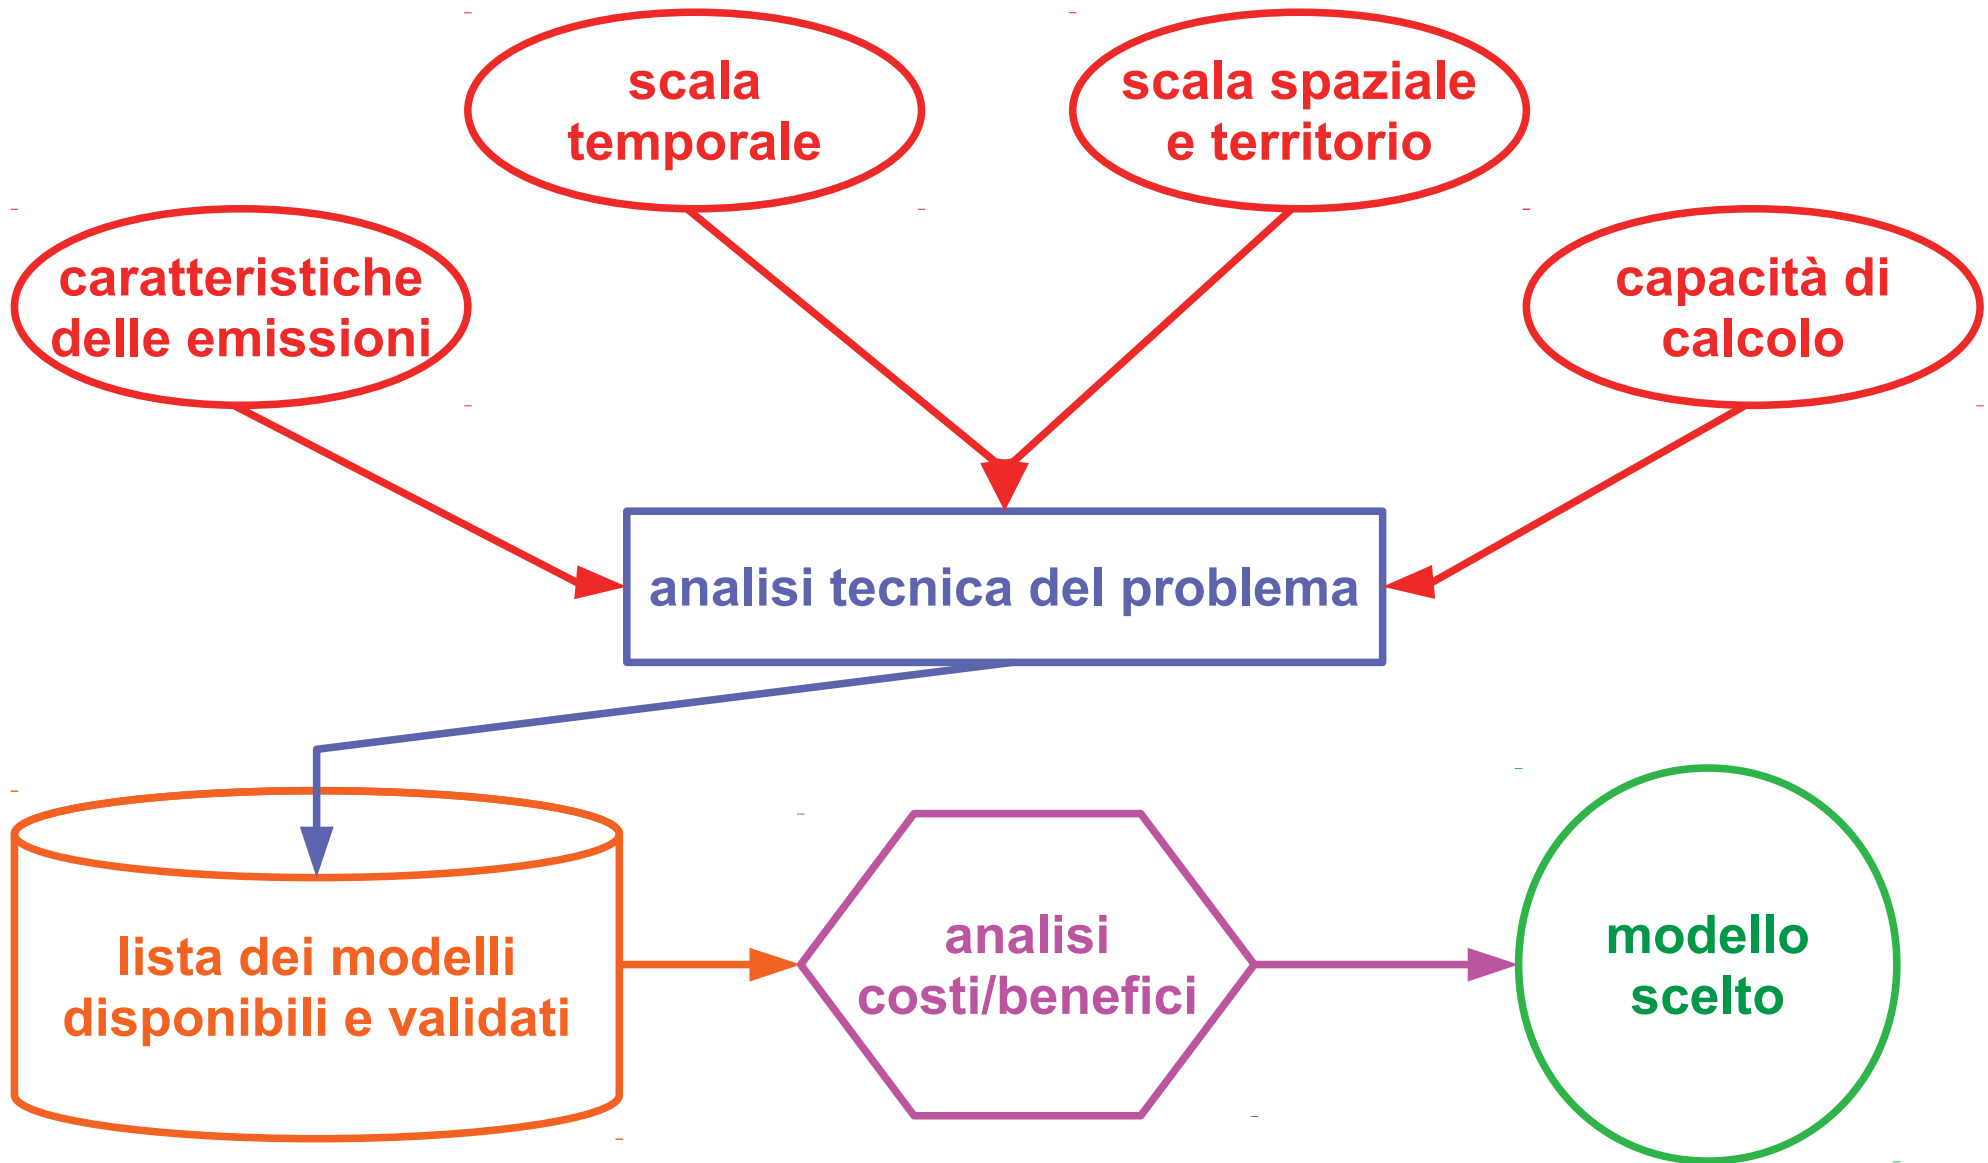 scala
temporale
scala spaziale
e territorio
caratteristiche
delle emissioni
capacità di
calcolo
analisi tecnica del problema
lista dei modelli
disponibili e validati
analisi
costi/benefici
modello
scelto